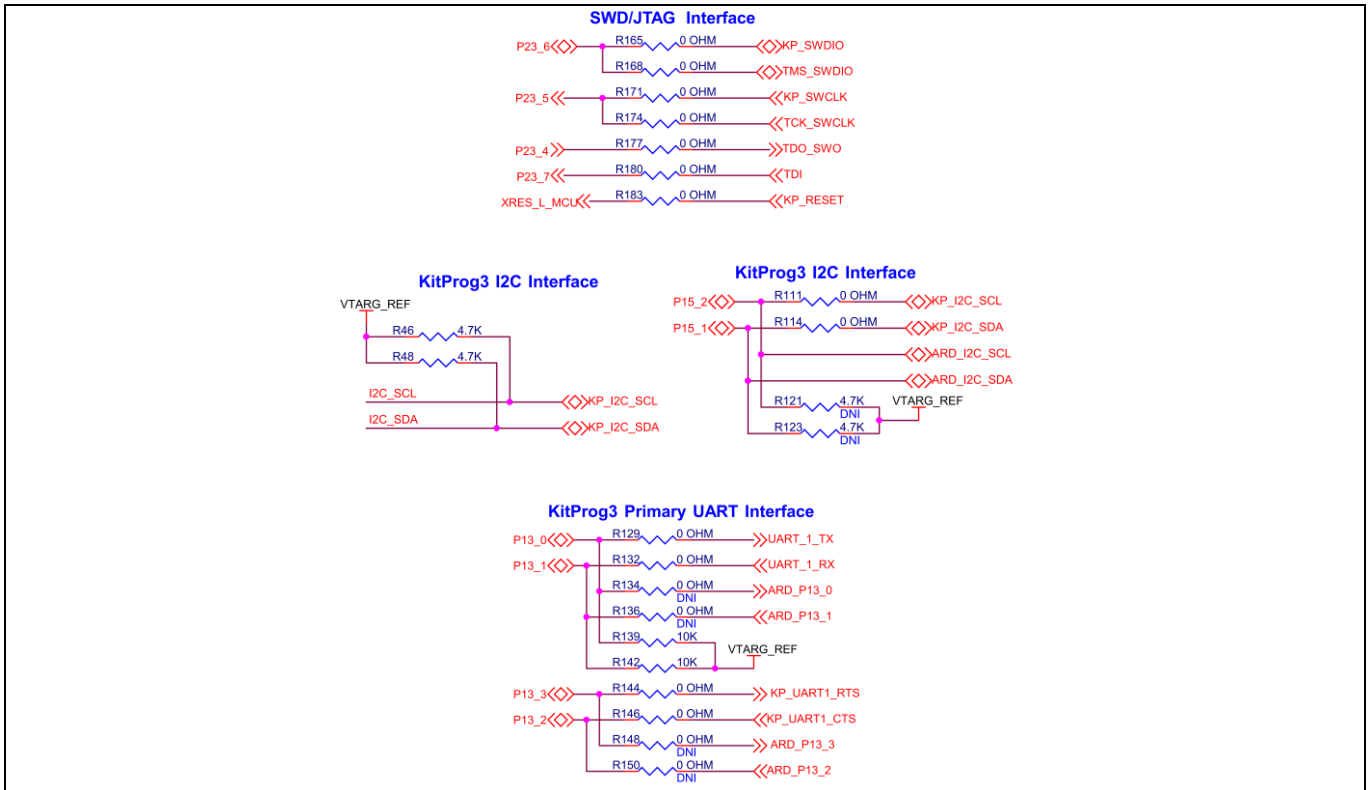 SWD/JTAG Interface
P23_6 R165 0 OHM KP_SWDIO
R168 0 OHM TMS_SWDIO
P23_5 R171 0 OHM KP_SWCLK
R174 0 OHM TCK_SWCLK
P23_4 R177 0 OHM TDO_SWO
P23_7 R180 0 OHM TDI
XRES_L_MCU R183 0 OHM KP_RESET
KitProg3 I2C Interface
VTARG_REF
R46 4.7K
R48 4.7K
I2C_SCL KP_I2C_SCL
I2C_SDA KP_I2C_SDA
KitProg3 I2C Interface
P15_2 R111 0 OHM KP_I2C_SCL
P15_1 R114 0 OHM KP_I2C_SDA
ARD_I2C_SCL
ARD_I2C_SDA
R121 4.7K VTARG_REF
DNI
R123 4.7K
DNI
KitProg3 Primary UART Interface
P13_0 R129 0 OHM UART_1_TX
P13_1 R132 0 OHM UART_1_RX
R134 0 OHM ARD_P13_0
DNI
R136 0 OHM ARD_P13_1
DNI
R139 10K
VTARG_REF
R142 10K
P13_3 R144 0 OHM KP_UART1_RTS
P13_2 R146 0 OHM KP_UART1_CTS
R148 0 OHM ARD_P13_3
DNI
R150 0 OHM ARD_P13_2
DNI